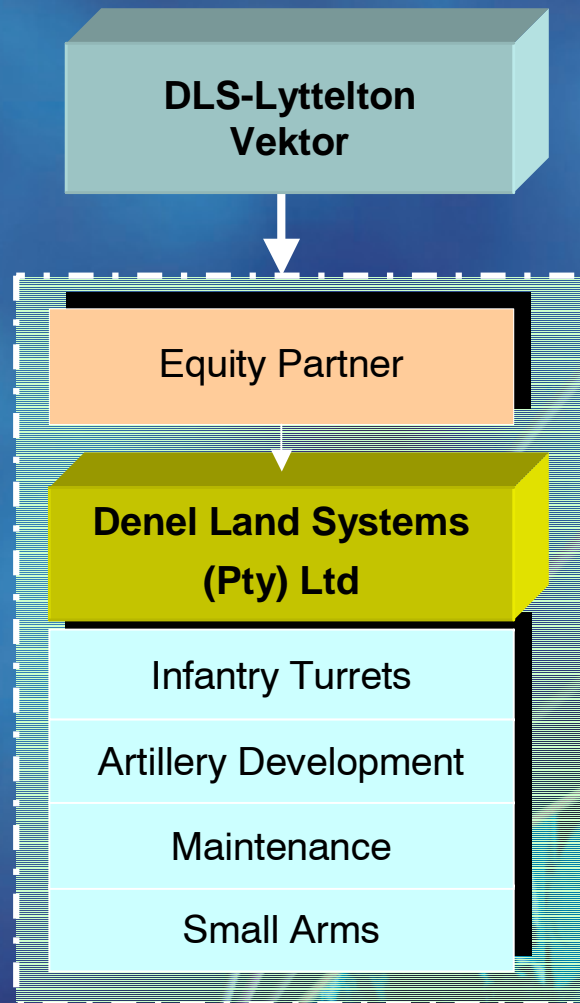 DLS-Lyttelton
Vektor
Equity Partner
Denel Land Systems
(Pty) Ltd
Infantry Turrets
Artillery Development
Maintenance
Small Arms